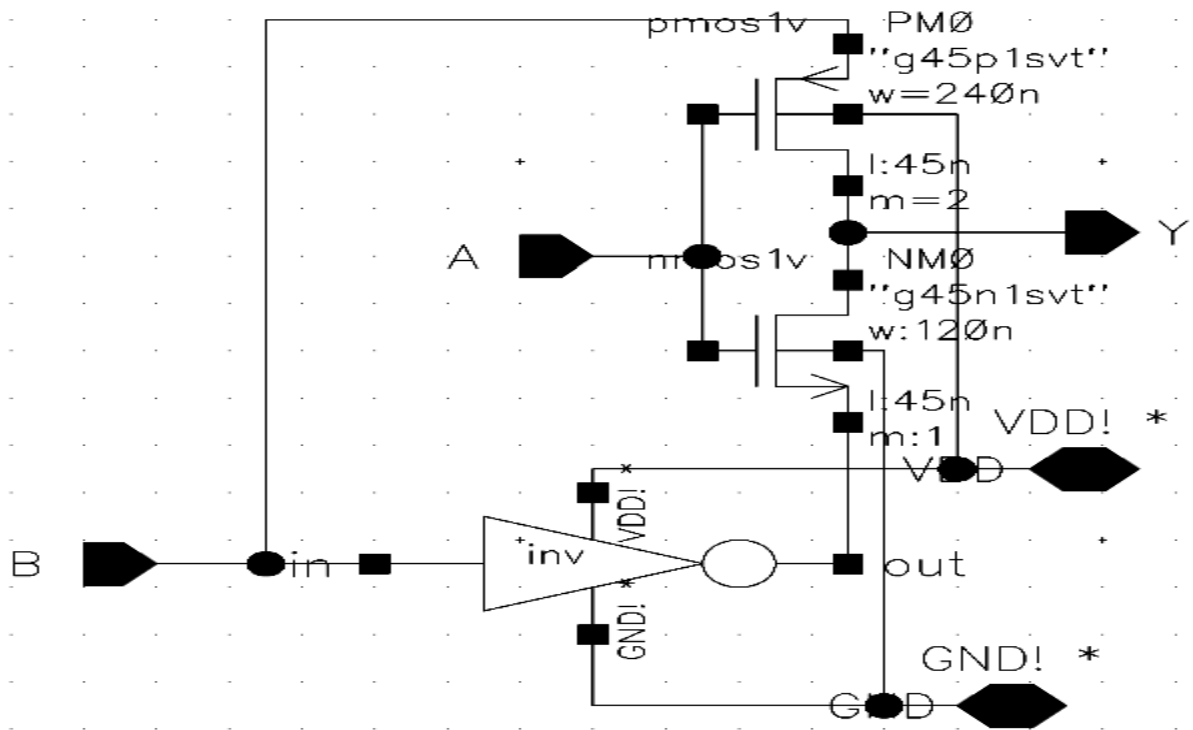 pmos1v PMØ
"g45p1svt"
w=240n
l:45n
m=2
Y
A
nmos1v NMØ
"g45n1svt"
w:120n
l:45n
m:1
VDD! *
VDD
*
VDD!
B
in
inv
out
*
GND!
GND! *
GND